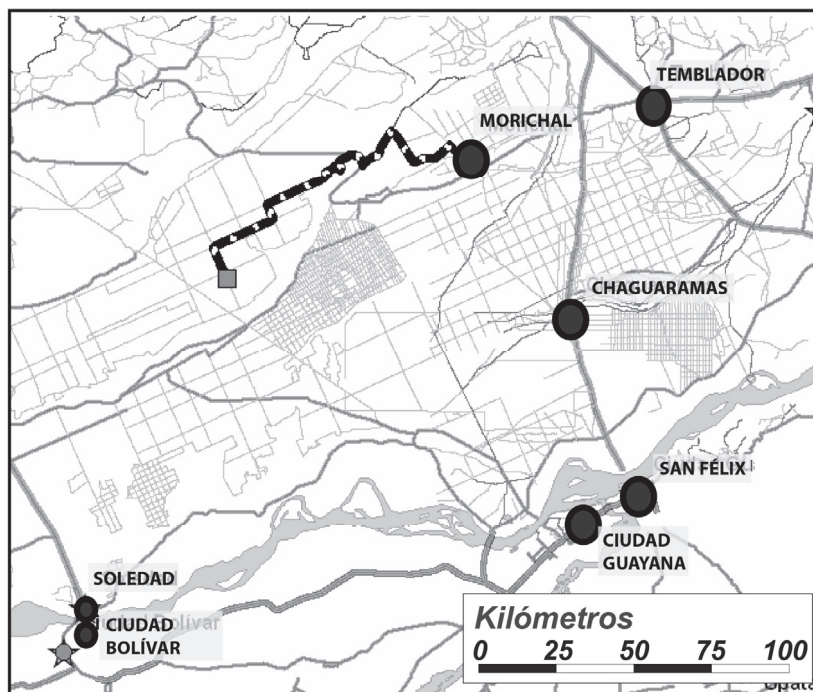 TEMBLADOR
MORICHAL
CHAGUARAMAS
SAN FÉLIX
CIUDAD
GUAYANA
SOLEDAD
CIUDAD
BOLÍVAR
Kilómetros
0 25 50 75 100